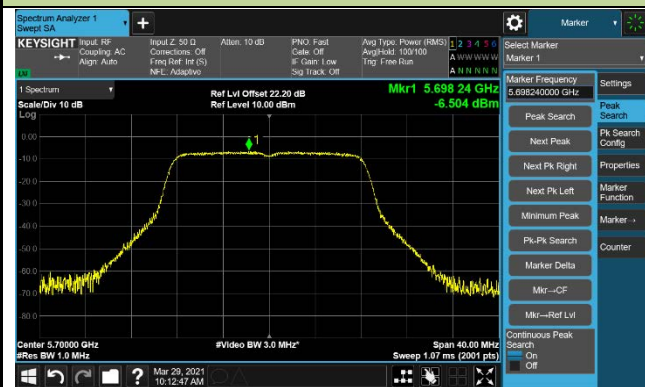 Spectrum Analyzer 1
Swept SA
Marker
KEYSIGHT
Input: RF
Coupling: AC
Align: Auto
Input Z: 50 Ω
Corrections: Off
Freq Ref: Int (S)
NFE: Adaptive
Atten: 10 dB
PNO: Fast
Gate: Off
IF Gain: Low
Sig Track: Off
Avg Type: Power (RMS)
Avg|Hold: 100/100
Trig: Free Run
1 2 3 4 5 6
A W W W W W
A N N N N N
Select Marker
Marker 1
1 Spectrum
Scale/Div 10 dB
Log
Ref Lvl Offset 22.20 dB
Ref Level 10.00 dBm
Mkr1 5.698 24 GHz
-6.504 dBm
1
0.00
-10.0
-20.0
-30.0
-40.0
-50.0
-60.0
-70.0
-80.0
Center 5.70000 GHz
#Res BW 1.0 MHz
#Video BW 3.0 MHz*
Span 40.00 MHz
Sweep 1.07 ms (2001 pts)
Marker Frequency
5.698240000 GHz
Peak Search
Next Peak
Next Pk Right
Next Pk Left
Minimum Peak
Pk-Pk Search
Marker Delta
Mkr→CF
Mkr→Ref Lvl
Continuous Peak
Search
On
Off
Settings
Peak
Search
Pk Search
Config
Properties
Marker
Function
Marker→
Counter
Mar 29, 2021
10:12:47 AM